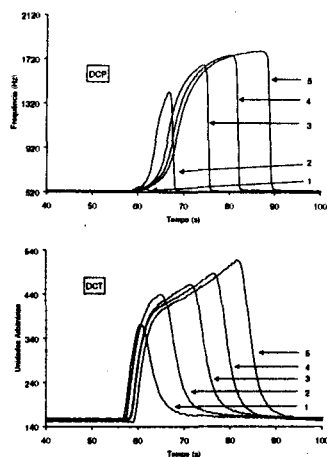 2120
1720
1320
920
520
DCP
Frequência (Hz)
5
4
3
2
1
40 50 60 70 80 90 100
Tempo (s)
540
440
340
240
140
DCT
Unidades Arbitrárias
5
4
3
2
1
40 50 60 70 80 90 100
Tempo (s)